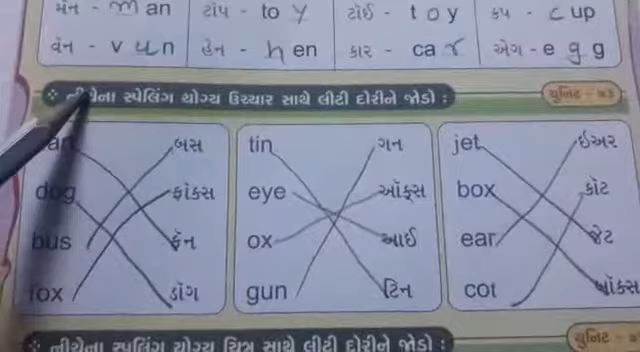 મૅન - m an ટૉપ - to y ટૉઈ - t o y કપ - c up
વૅન - v u n હેન - h en કાર - ca r એગ - e g g
નીચેના સ્પેલિંગ યોગ્ય ઉચ્ચાર સાથે લીટી દોરીને જોડો :
an બસ tin ગન jet ઈઅર
dog ફૉક્સ eye ઑક્સ box કૉટ
bus ફૅન ox આઈ ear જેટ
fox ડૉગ gun ટિન cot બૉક્સ
નીચેના સ્પેલિંગ યોગ્ય ચિત્ર સાથે લીટી દોરીને જોડો : યુનિટ -